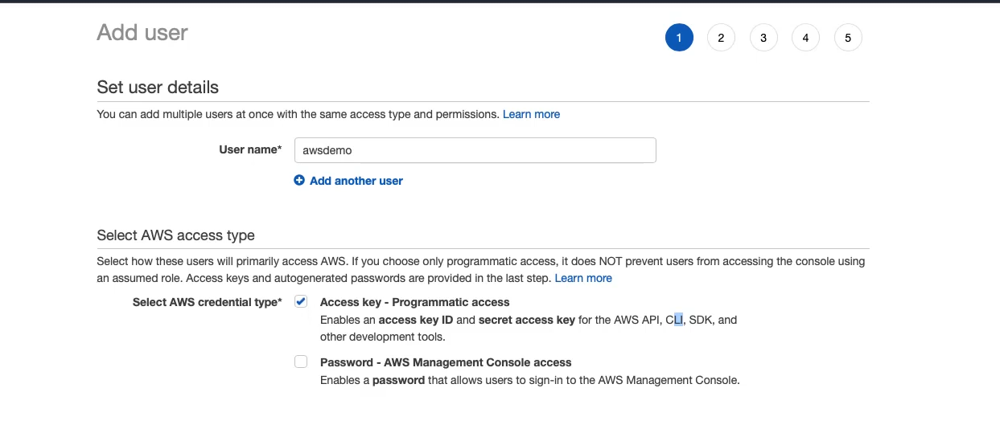 Add user
1 2 3 4 5
Set user details
You can add multiple users at once with the same access type and permissions. Learn more
User name* awsdemo
Add another user
Select AWS access type
Select how these users will primarily access AWS. If you choose only programmatic access, it does NOT prevent users from accessing the console using
an assumed role. Access keys and autogenerated passwords are provided in the last step. Learn more
Select AWS credential type* Access key - Programmatic access
Enables an access key ID and secret access key for the AWS API, CLI, SDK, and
other development tools.
Password - AWS Management Console access
Enables a password that allows users to sign-in to the AWS Management Console.